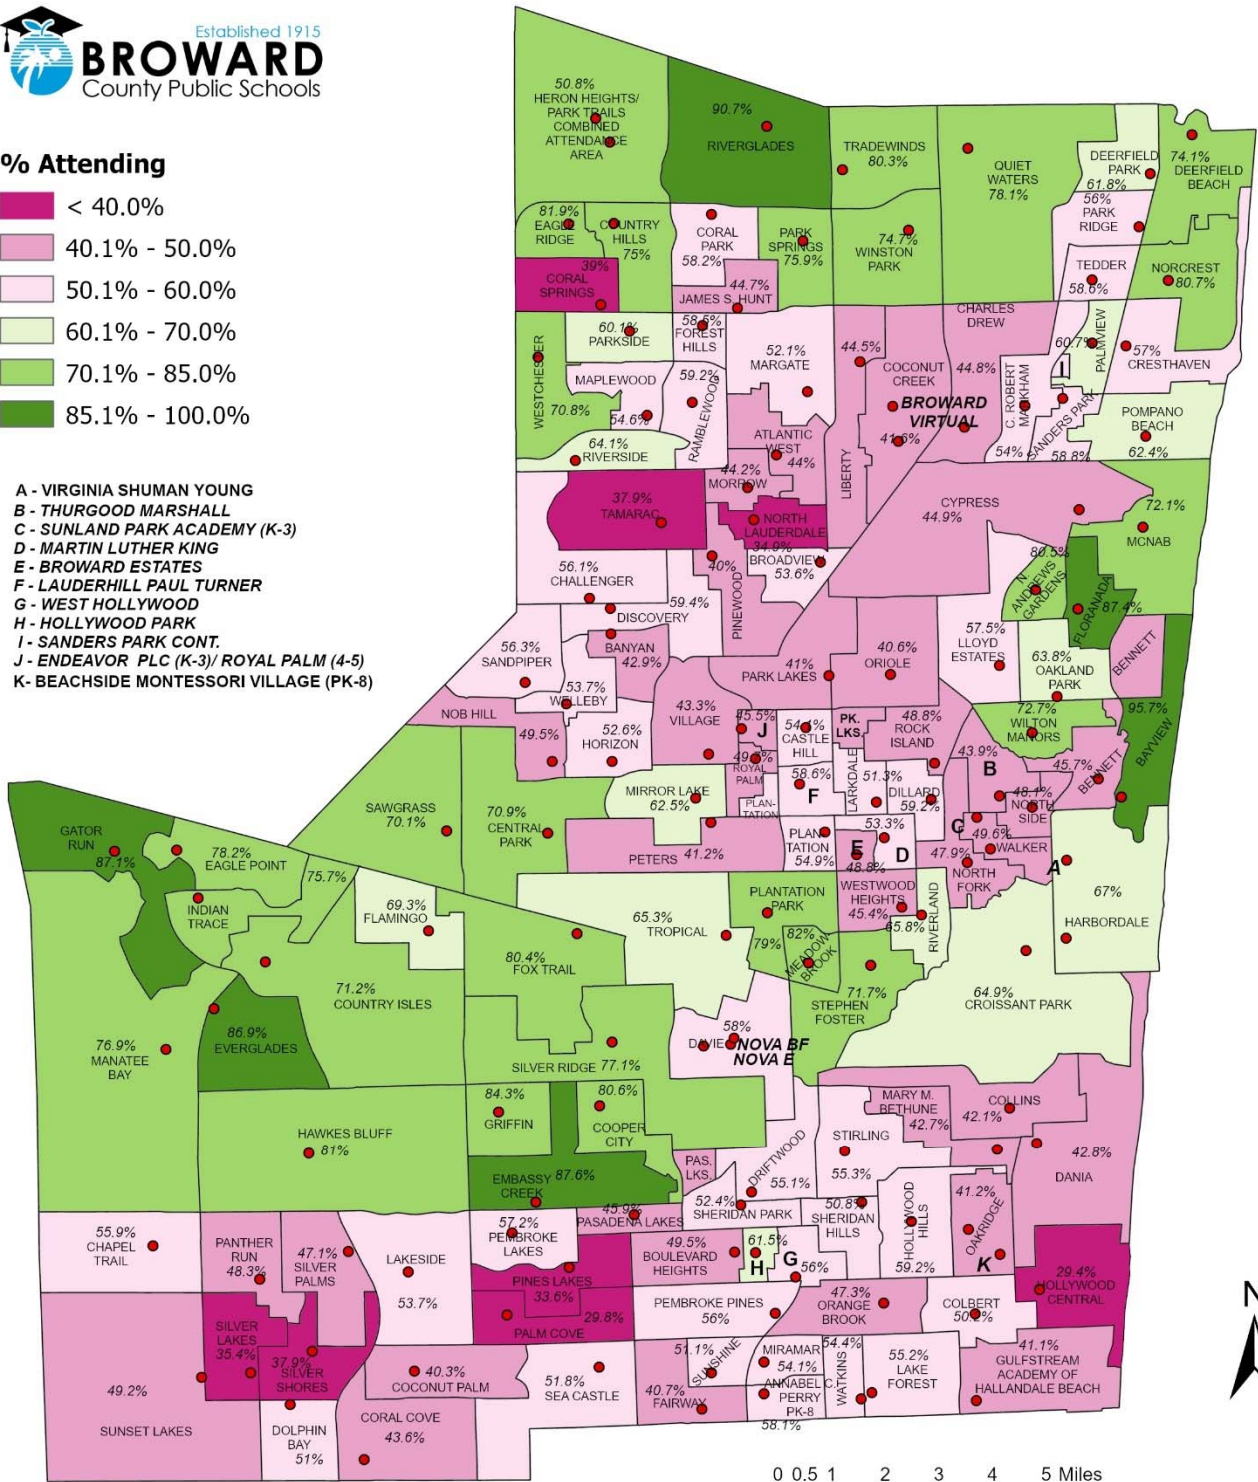 Established 1915
BROWARD
County Public Schools
% Attending
< 40.0%
40.1% - 50.0%
50.1% - 60.0%
60.1% - 70.0%
70.1% - 85.0%
85.1% - 100.0%
A - VIRGINIA SHUMAN YOUNG
B - THURGOOD MARSHALL
C - SUNLAND PARK ACADEMY (K-3)
D - MARTIN LUTHER KING
E - BROWARD ESTATES
F - LAUDERHILL PAUL TURNER
G - WEST HOLLYWOOD
H - HOLLYWOOD PARK
I - SANDERS PARK CONT.
J - ENDEAVOR PLC (K-3)/ ROYAL PALM (4-5)
K- BEACHSIDE MONTESSORI VILLAGE (PK-8)
50.8%
HERON HEIGHTS/
PARK TRAILS
COMBINED
ATTENDANCE
AREA
90.7%
RIVERGLADES
TRADEWINDS
80.3%
QUIET
WATERS
78.1%
DEERFIELD
PARK
61.8%
74.1%
DEERFIELD
BEACH
56%
PARK
RIDGE
81.9%
EAGLE
RIDGE
COUNTRY
HILLS
75%
CORAL
PARK
58.2%
PARK
SPRINGS
75.9%
74.7%
WINSTON
PARK
TEDDER
58.6%
NORCREST
80.7%
39%
CORAL
SPRINGS
44.7%
JAMES S. HUNT
CHARLES
DREW
44.8%
60.1%
PARKSIDE
58.5%
FOREST
HILLS
52.1%
MARGATE
44.5%
LIBERTY
COCONUT
CREEK
41.6%
BROWARD
VIRTUAL
C. ROBERT
MARKHAM
54%
I
60.7%
PALMVIEW
57%
CRESTHAVEN
SANDERS PARK
58.8%
POMPANO
BEACH
62.4%
WESTCHESTER
70.8%
MAPLEWOOD
54.6%
59.2%
RAMBLEWOOD
64.1%
RIVERSIDE
ATLANTIC
WEST
44%
44.2%
MORROW
37.9%
TAMARAC
NORTH
LAUDERDALE
34.9%
BROADVIEW
53.6%
CYPRESS
44.9%
72.1%
MCNAB
80.5%
N.
ANDREWS
GARDENS
FLORANADA
87.4%
56.1%
CHALLENGER
40%
PINEWOOD
59.4%
DISCOVERY
BANYAN
42.9%
56.3%
SANDPIPER
53.7%
WELLEBY
41%
PARK LAKES
40.6%
ORIOLE
57.5%
LLOYD
ESTATES
63.8%
OAKLAND
PARK
BENNETT
95.7%
BAYVIEW
NOB HILL
49.5%
52.6%
HORIZON
43.3%
VILLAGE
45.5%
J
54.4%
CASTLE
HILL
PK.
LKS.
48.8%
ROCK
ISLAND
72.7%
WILTON
MANORS
43.9%
B
45.7%
BENNETT
ROYAL
PALM
58.6%
F
LARKDALE
51.3%
DILLARD
59.2%
48.1%
NORTH
SIDE
SAWGRASS
70.1%
70.9%
CENTRAL
PARK
MIRROR LAKE
62.5%
PLAN-
TATION
PETERS 41.2%
PLAN-
TATION
54.9%
E
48.8%
53.3%
D
C
49.6%
WALKER
47.9%
NORTH
FORK
A
67%
HARBORDALE
GATOR
RUN
87.1%
78.2%
EAGLE POINT
75.7%
INDIAN
TRACE
69.3%
FLAMINGO
65.3%
TROPICAL
PLANTATION
PARK
79%
82%
MEADOW
BROOK
WESTWOOD
HEIGHTS
45.4%
65.8%
RIVERLAND
80.4%
FOX TRAIL
71.2%
COUNTRY ISLES
71.7%
STEPHEN
FOSTER
64.9%
CROISSANT PARK
76.9%
MANATEE
BAY
86.9%
EVERGLADES
58%
DAVIE
NOVA BF
NOVA E
SILVER RIDGE 77.1%
84.3%
GRIFFIN
80.6%
COOPER
CITY
MARY M.
BETHUNE
42.7%
COLLINS
42.1%
HAWKES BLUFF
81%
STIRLING
55.3%
42.8%
DANIA
PAS.
LKS.
DRIFTWOOD
55.1%
EMBASSY
CREEK
87.6%
45.9%
PASADENA LAKES
52.4%
SHERIDAN PARK
50.8%
SHERIDAN
HILLS
HOLLYWOOD
HILLS
59.2%
41.2%
OAKRIDGE
K
55.9%
CHAPEL
TRAIL
PANTHER
RUN
48.3%
47.1%
SILVER
PALMS
LAKESIDE
53.7%
57.2%
PEMBROKE
LAKES
49.5%
BOULEVARD
HEIGHTS
61.5%
H
G
56%
PINES LAKES
33.6%
29.8%
PALM COVE
PEMBROKE PINES
56%
47.3%
ORANGE
BROOK
COLBERT
50.2%
29.4%
HOLLYWOOD
CENTRAL
SILVER
LAKES
35.4%
37.9%
SILVER
SHORES
49.2%
SUNSET LAKES
40.3%
COCONUT PALM
51.8%
SEA CASTLE
51.1%
SUNSHINE
40.7%
FAIRWAY
MIRAMAR
54.1%
ANNABEL C.
PERRY
PK-8
58.1%
54.4%
WATKINS
55.2%
LAKE
FOREST
41.1%
GULFSTREAM
ACADEMY OF
HALLANDALE BEACH
DOLPHIN
BAY
51%
CORAL COVE
43.6%
N
0 0.5 1 2 3 4 5 Miles